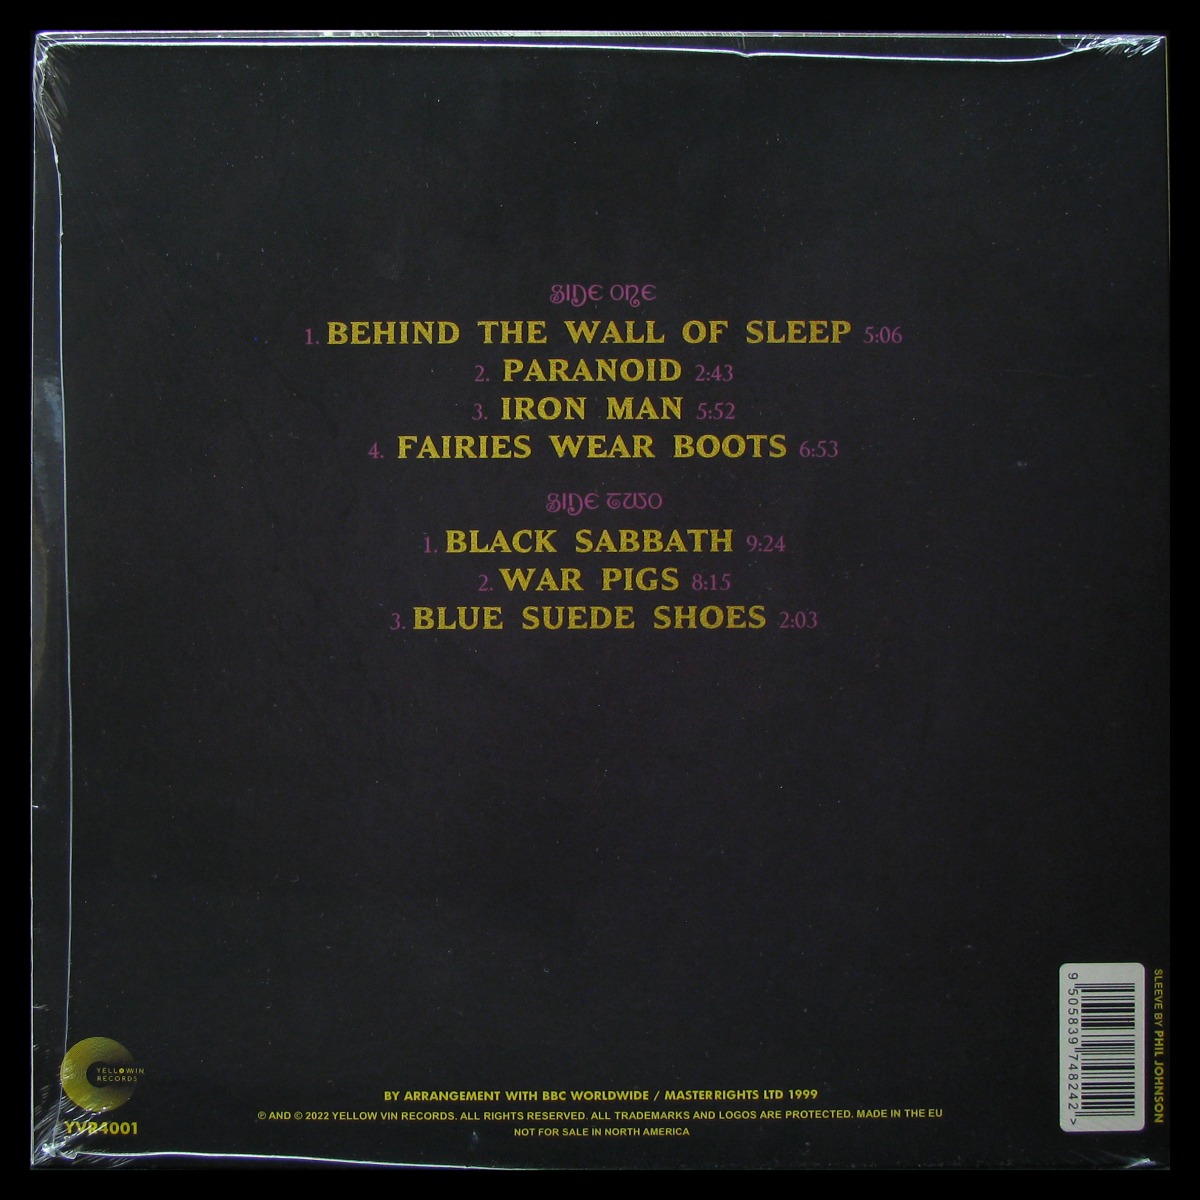 SIDE ONE
1. BEHIND THE WALL OF SLEEP 5:06
2. PARANOID 2:43
3. IRON MAN 5:52
4. FAIRIES WEAR BOOTS 6:53
SIDE TWO
1. BLACK SABBATH 9:24
2. WAR PIGS 8:15
3. BLUE SUEDE SHOES 2:03
9 505839 748242 >
SLEEVE BY PHIL JOHNSON
YELLOWVIN
RECORDS
YVR4001
BY ARRANGEMENT WITH BBC WORLDWIDE / MASTERRIGHTS LTD 1999
℗ AND © 2022 YELLOW VIN RECORDS. ALL RIGHTS RESERVED. ALL TRADEMARKS AND LOGOS ARE PROTECTED. MADE IN THE EU
NOT FOR SALE IN NORTH AMERICA